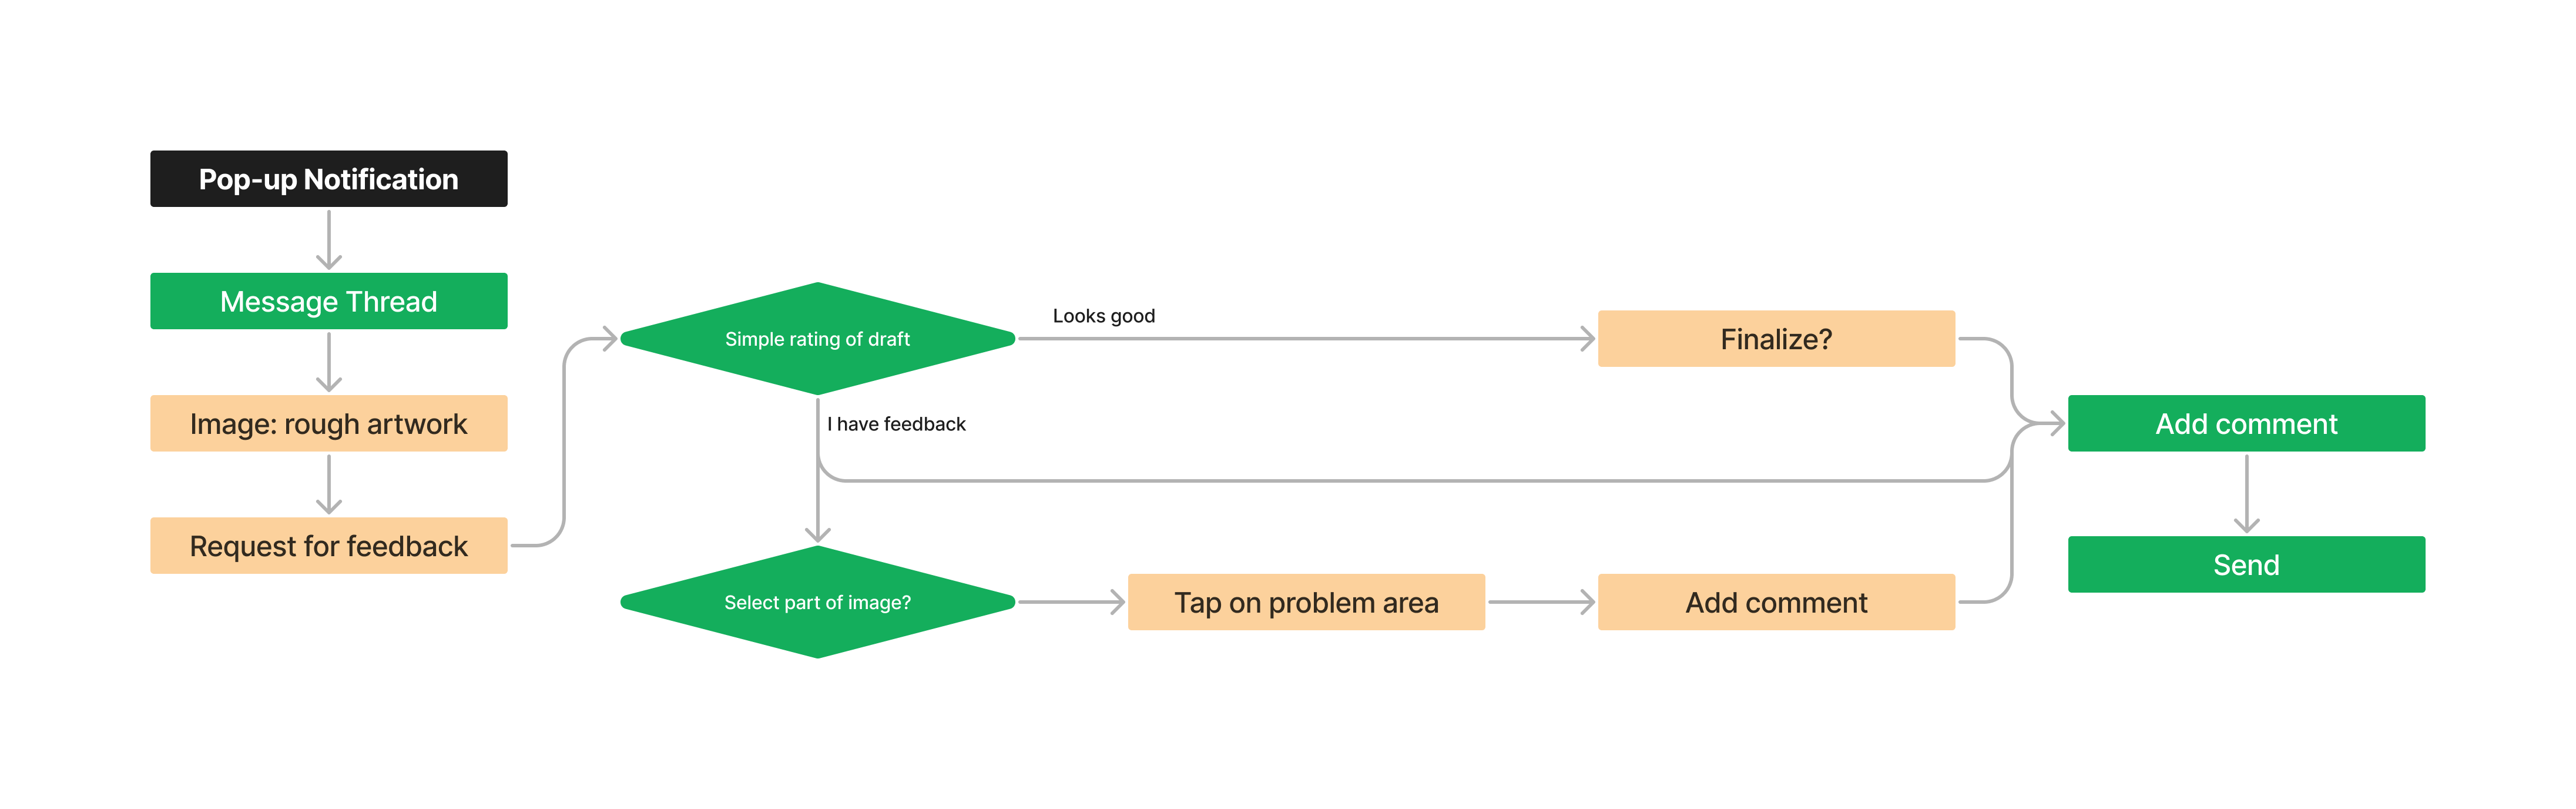 Pop-up Notification
Message Thread
Image: rough artwork
Request for feedback
Simple rating of draft
Looks good
I have feedback
Finalize?
Select part of image?
Tap on problem area
Add comment
Add comment
Send